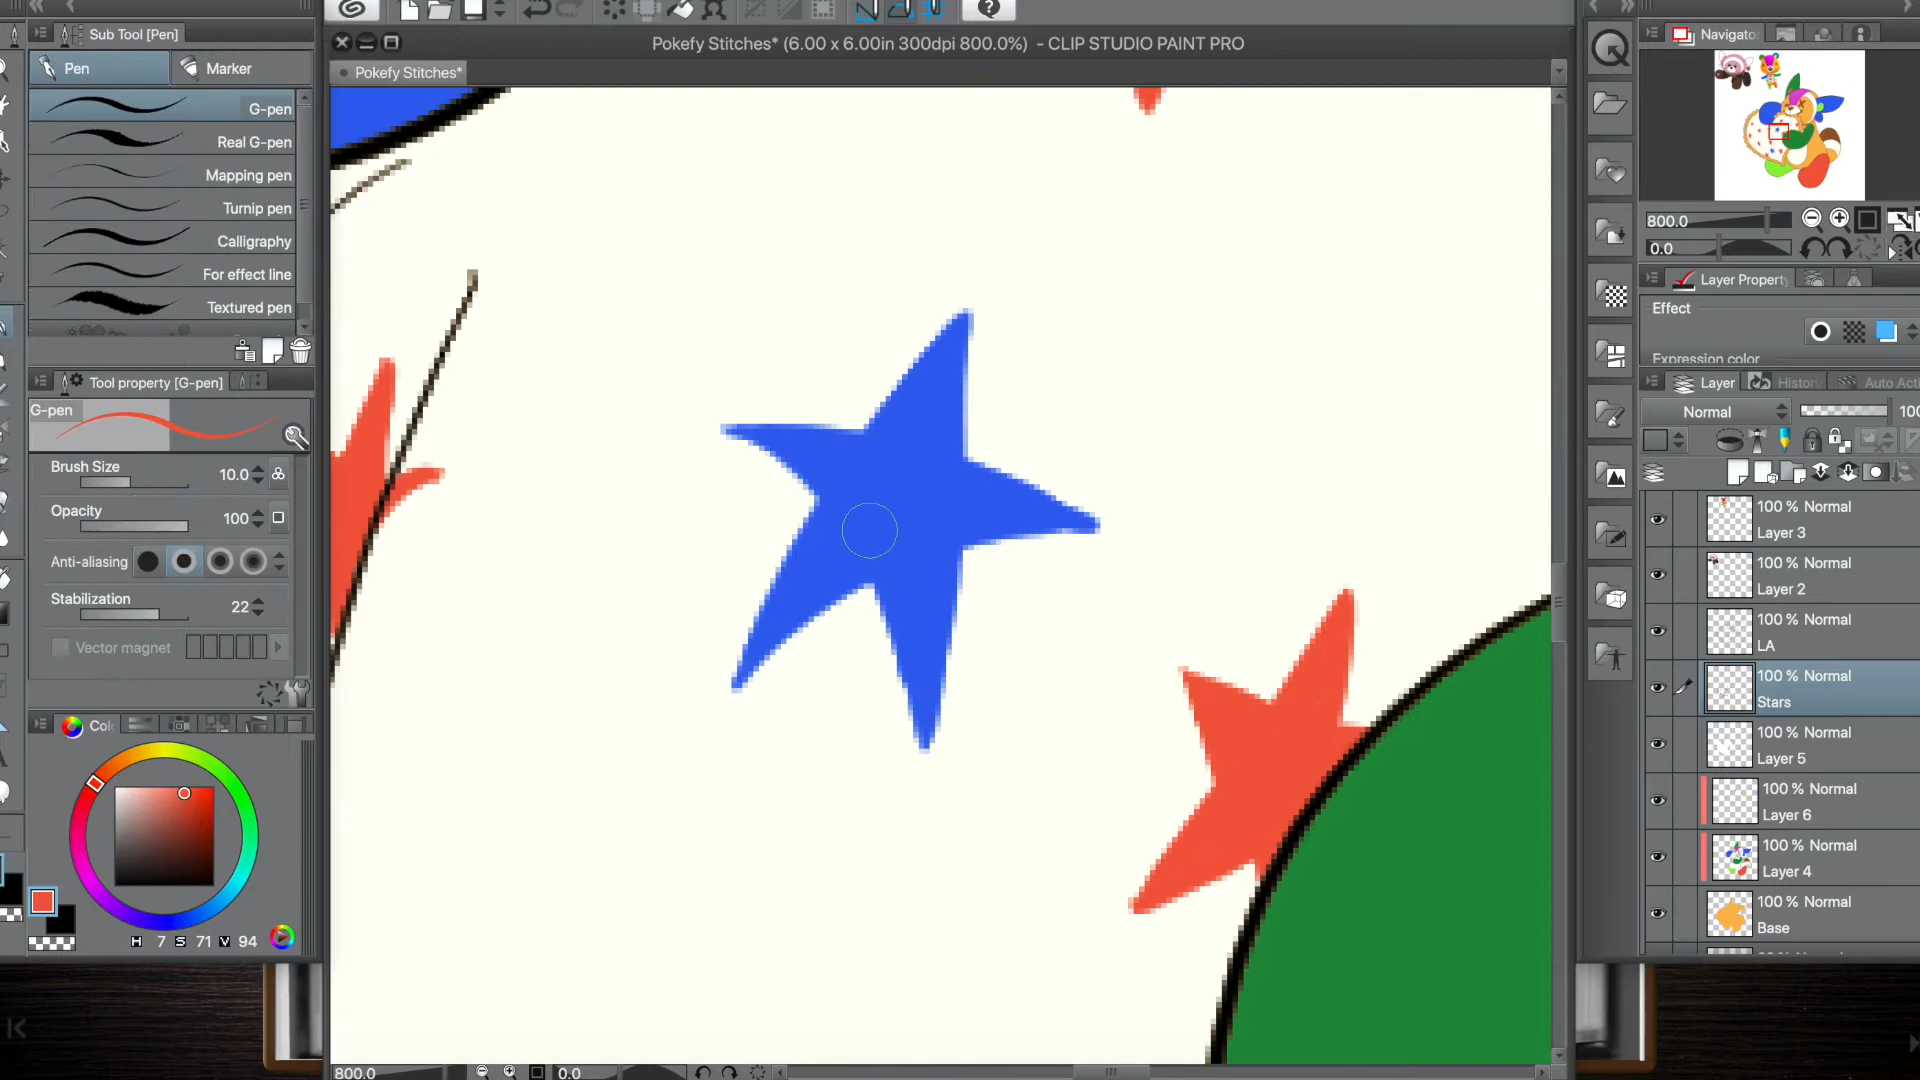 Sub Tool [Pen]
Pen
Marker
G-pen
Real G-pen
Mapping pen
Turnip pen
Calligraphy
For effect line
Textured pen
Tool property [G-pen]
G-pen
Brush Size
10.0
Opacity
100
Anti-aliasing
Stabilization
22
Vector magnet
Col
H 7 S 71 V 94
Pokefy Stitches* (6.00 x 6.00in 300dpi 800.0%) - CLIP STUDIO PAINT PRO
Pokefy Stitches*
800.0
0.0
Navigator
800.0
0.0
Layer Property
Effect
Expression color
Layer
History
Auto Acti
Normal
100
100 % Normal
Layer 3
100 % Normal
Layer 2
100 % Normal
LA
100 % Normal
Stars
100 % Normal
Layer 5
100 % Normal
Layer 6
100 % Normal
Layer 4
100 % Normal
Base